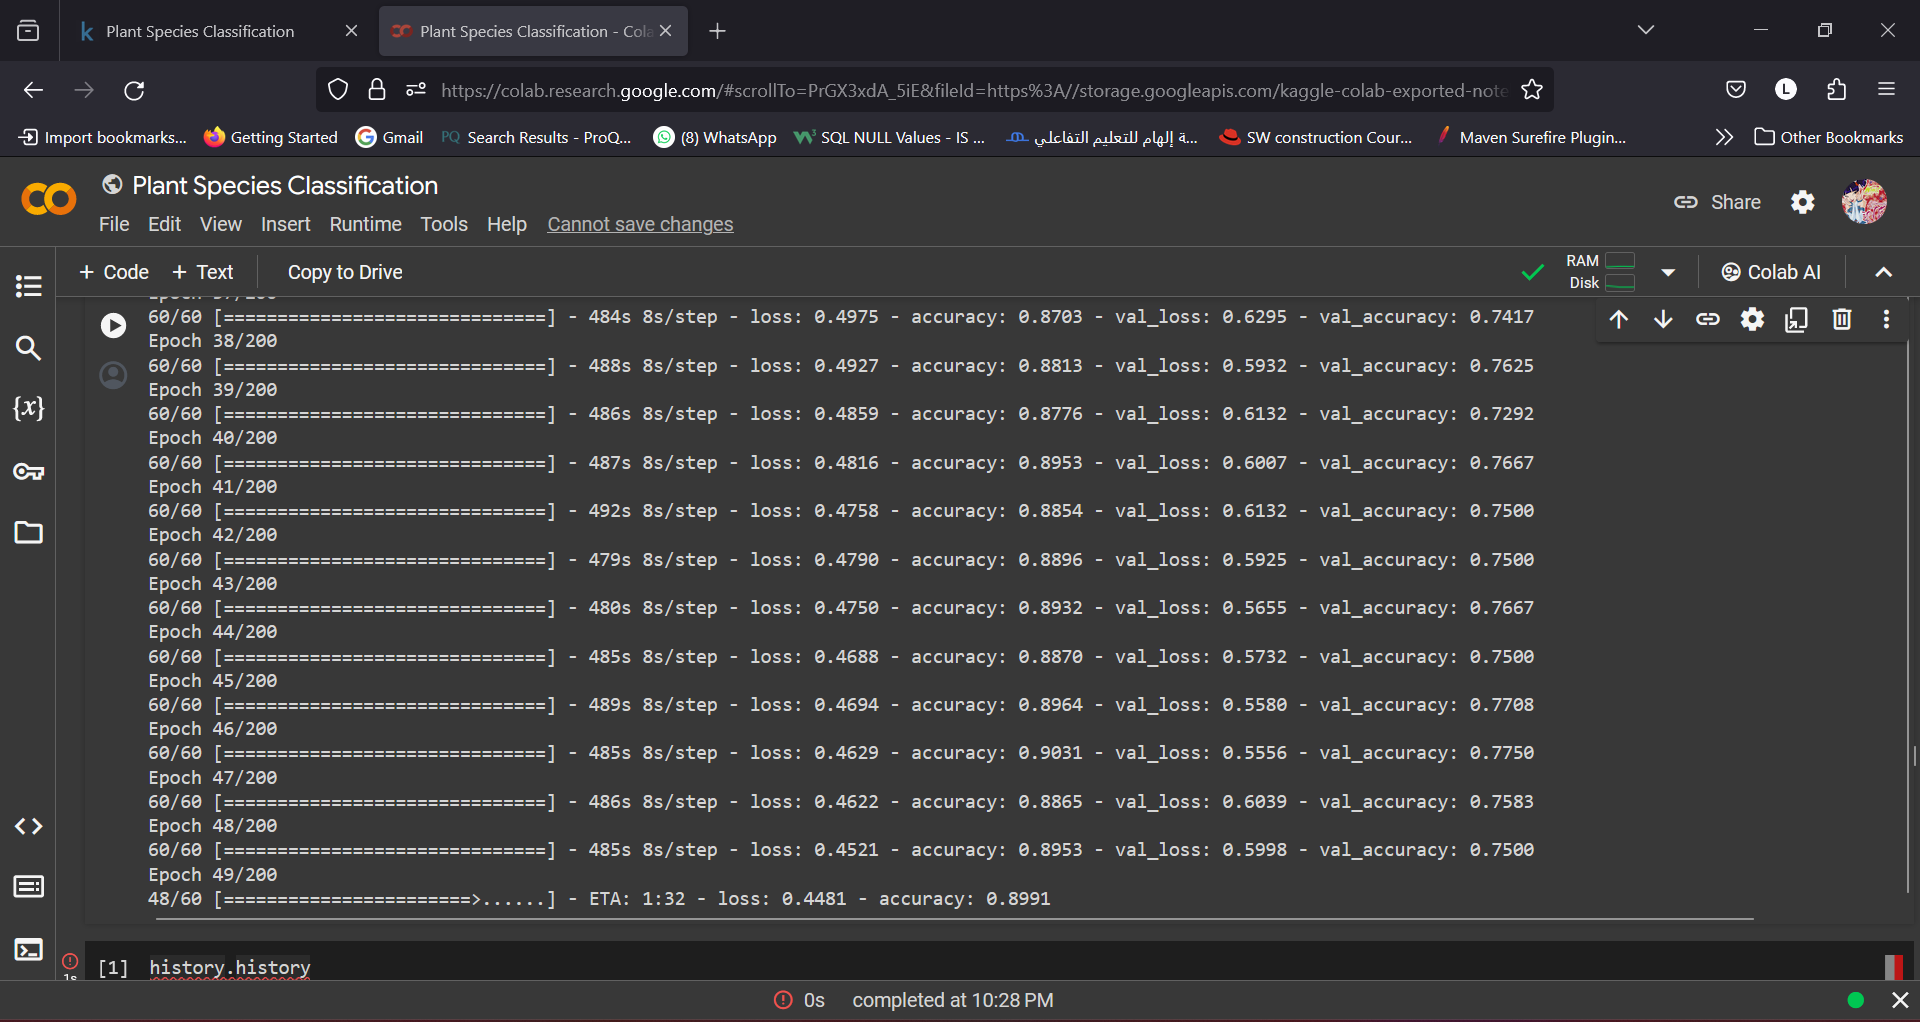 Plant Species Classification
Plant Species Classification - Cola
https://colab.research.google.com/#scrollTo=PrGX3xdA_5iE&fileId=https%3A//storage.googleapis.com/kaggle-colab-exported-note
L
Import bookmarks...
Getting Started
Gmail
PQ Search Results - ProQ...
(8) WhatsApp
SQL NULL Values - IS ...
ـة إلهام للتعليم التفاعلي ...
SW construction Cour...
Maven Surefire Plugin...
Other Bookmarks
Plant Species Classification
Share
File Edit View Insert Runtime Tools Help Cannot save changes
+ Code + Text Copy to Drive
RAM
Disk
Colab AI
Epoch 37/200
60/60 [==============================] - 484s 8s/step - loss: 0.4975 - accuracy: 0.8703 - val_loss: 0.6295 - val_accuracy: 0.7417
Epoch 38/200
60/60 [==============================] - 488s 8s/step - loss: 0.4927 - accuracy: 0.8813 - val_loss: 0.5932 - val_accuracy: 0.7625
Epoch 39/200
60/60 [==============================] - 486s 8s/step - loss: 0.4859 - accuracy: 0.8776 - val_loss: 0.6132 - val_accuracy: 0.7292
Epoch 40/200
60/60 [==============================] - 487s 8s/step - loss: 0.4816 - accuracy: 0.8953 - val_loss: 0.6007 - val_accuracy: 0.7667
Epoch 41/200
60/60 [==============================] - 492s 8s/step - loss: 0.4758 - accuracy: 0.8854 - val_loss: 0.6132 - val_accuracy: 0.7500
Epoch 42/200
60/60 [==============================] - 479s 8s/step - loss: 0.4790 - accuracy: 0.8896 - val_loss: 0.5925 - val_accuracy: 0.7500
Epoch 43/200
60/60 [==============================] - 480s 8s/step - loss: 0.4750 - accuracy: 0.8932 - val_loss: 0.5655 - val_accuracy: 0.7667
Epoch 44/200
60/60 [==============================] - 485s 8s/step - loss: 0.4688 - accuracy: 0.8870 - val_loss: 0.5732 - val_accuracy: 0.7500
Epoch 45/200
60/60 [==============================] - 489s 8s/step - loss: 0.4694 - accuracy: 0.8964 - val_loss: 0.5580 - val_accuracy: 0.7708
Epoch 46/200
60/60 [==============================] - 485s 8s/step - loss: 0.4629 - accuracy: 0.9031 - val_loss: 0.5556 - val_accuracy: 0.7750
Epoch 47/200
60/60 [==============================] - 486s 8s/step - loss: 0.4622 - accuracy: 0.8865 - val_loss: 0.6039 - val_accuracy: 0.7583
Epoch 48/200
60/60 [==============================] - 485s 8s/step - loss: 0.4521 - accuracy: 0.8953 - val_loss: 0.5998 - val_accuracy: 0.7500
Epoch 49/200
48/60 [=======================>......] - ETA: 1:32 - loss: 0.4481 - accuracy: 0.8991
1s
[1] history.history
0s completed at 10:28 PM